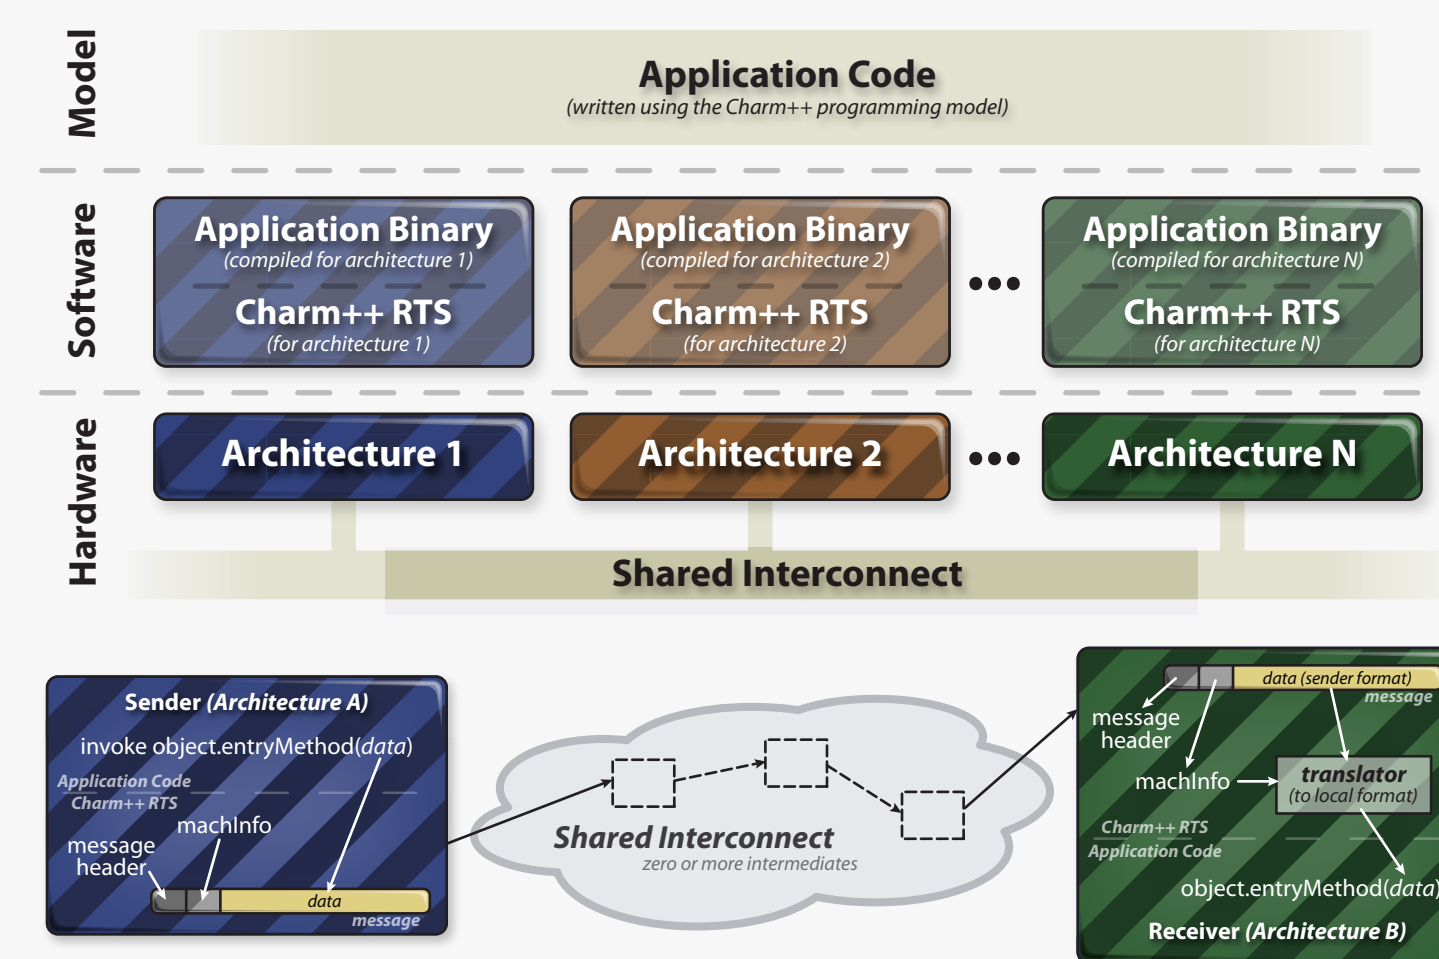 Model
Application Code
(written using the Charm++ programming model)
Software
Application Binary
(compiled for architecture 1)
Charm++ RTS
(for architecture 1)
Application Binary
(compiled for architecture 2)
Charm++ RTS
(for architecture 2)
•••
Application Binary
(compiled for architecture N)
Charm++ RTS
(for architecture N)
Hardware
Architecture 1
Architecture 2
•••
Architecture N
Shared Interconnect
Sender (Architecture A)
invoke object.entryMethod(data)
Application Code
Charm++ RTS
machInfo
message
header
data
message
Shared Interconnect
zero or more intermediates
data (sender format)
message
message
header
machInfo
translator
(to local format)
Charm++ RTS
Application Code
object.entryMethod(data)
Receiver (Architecture B)